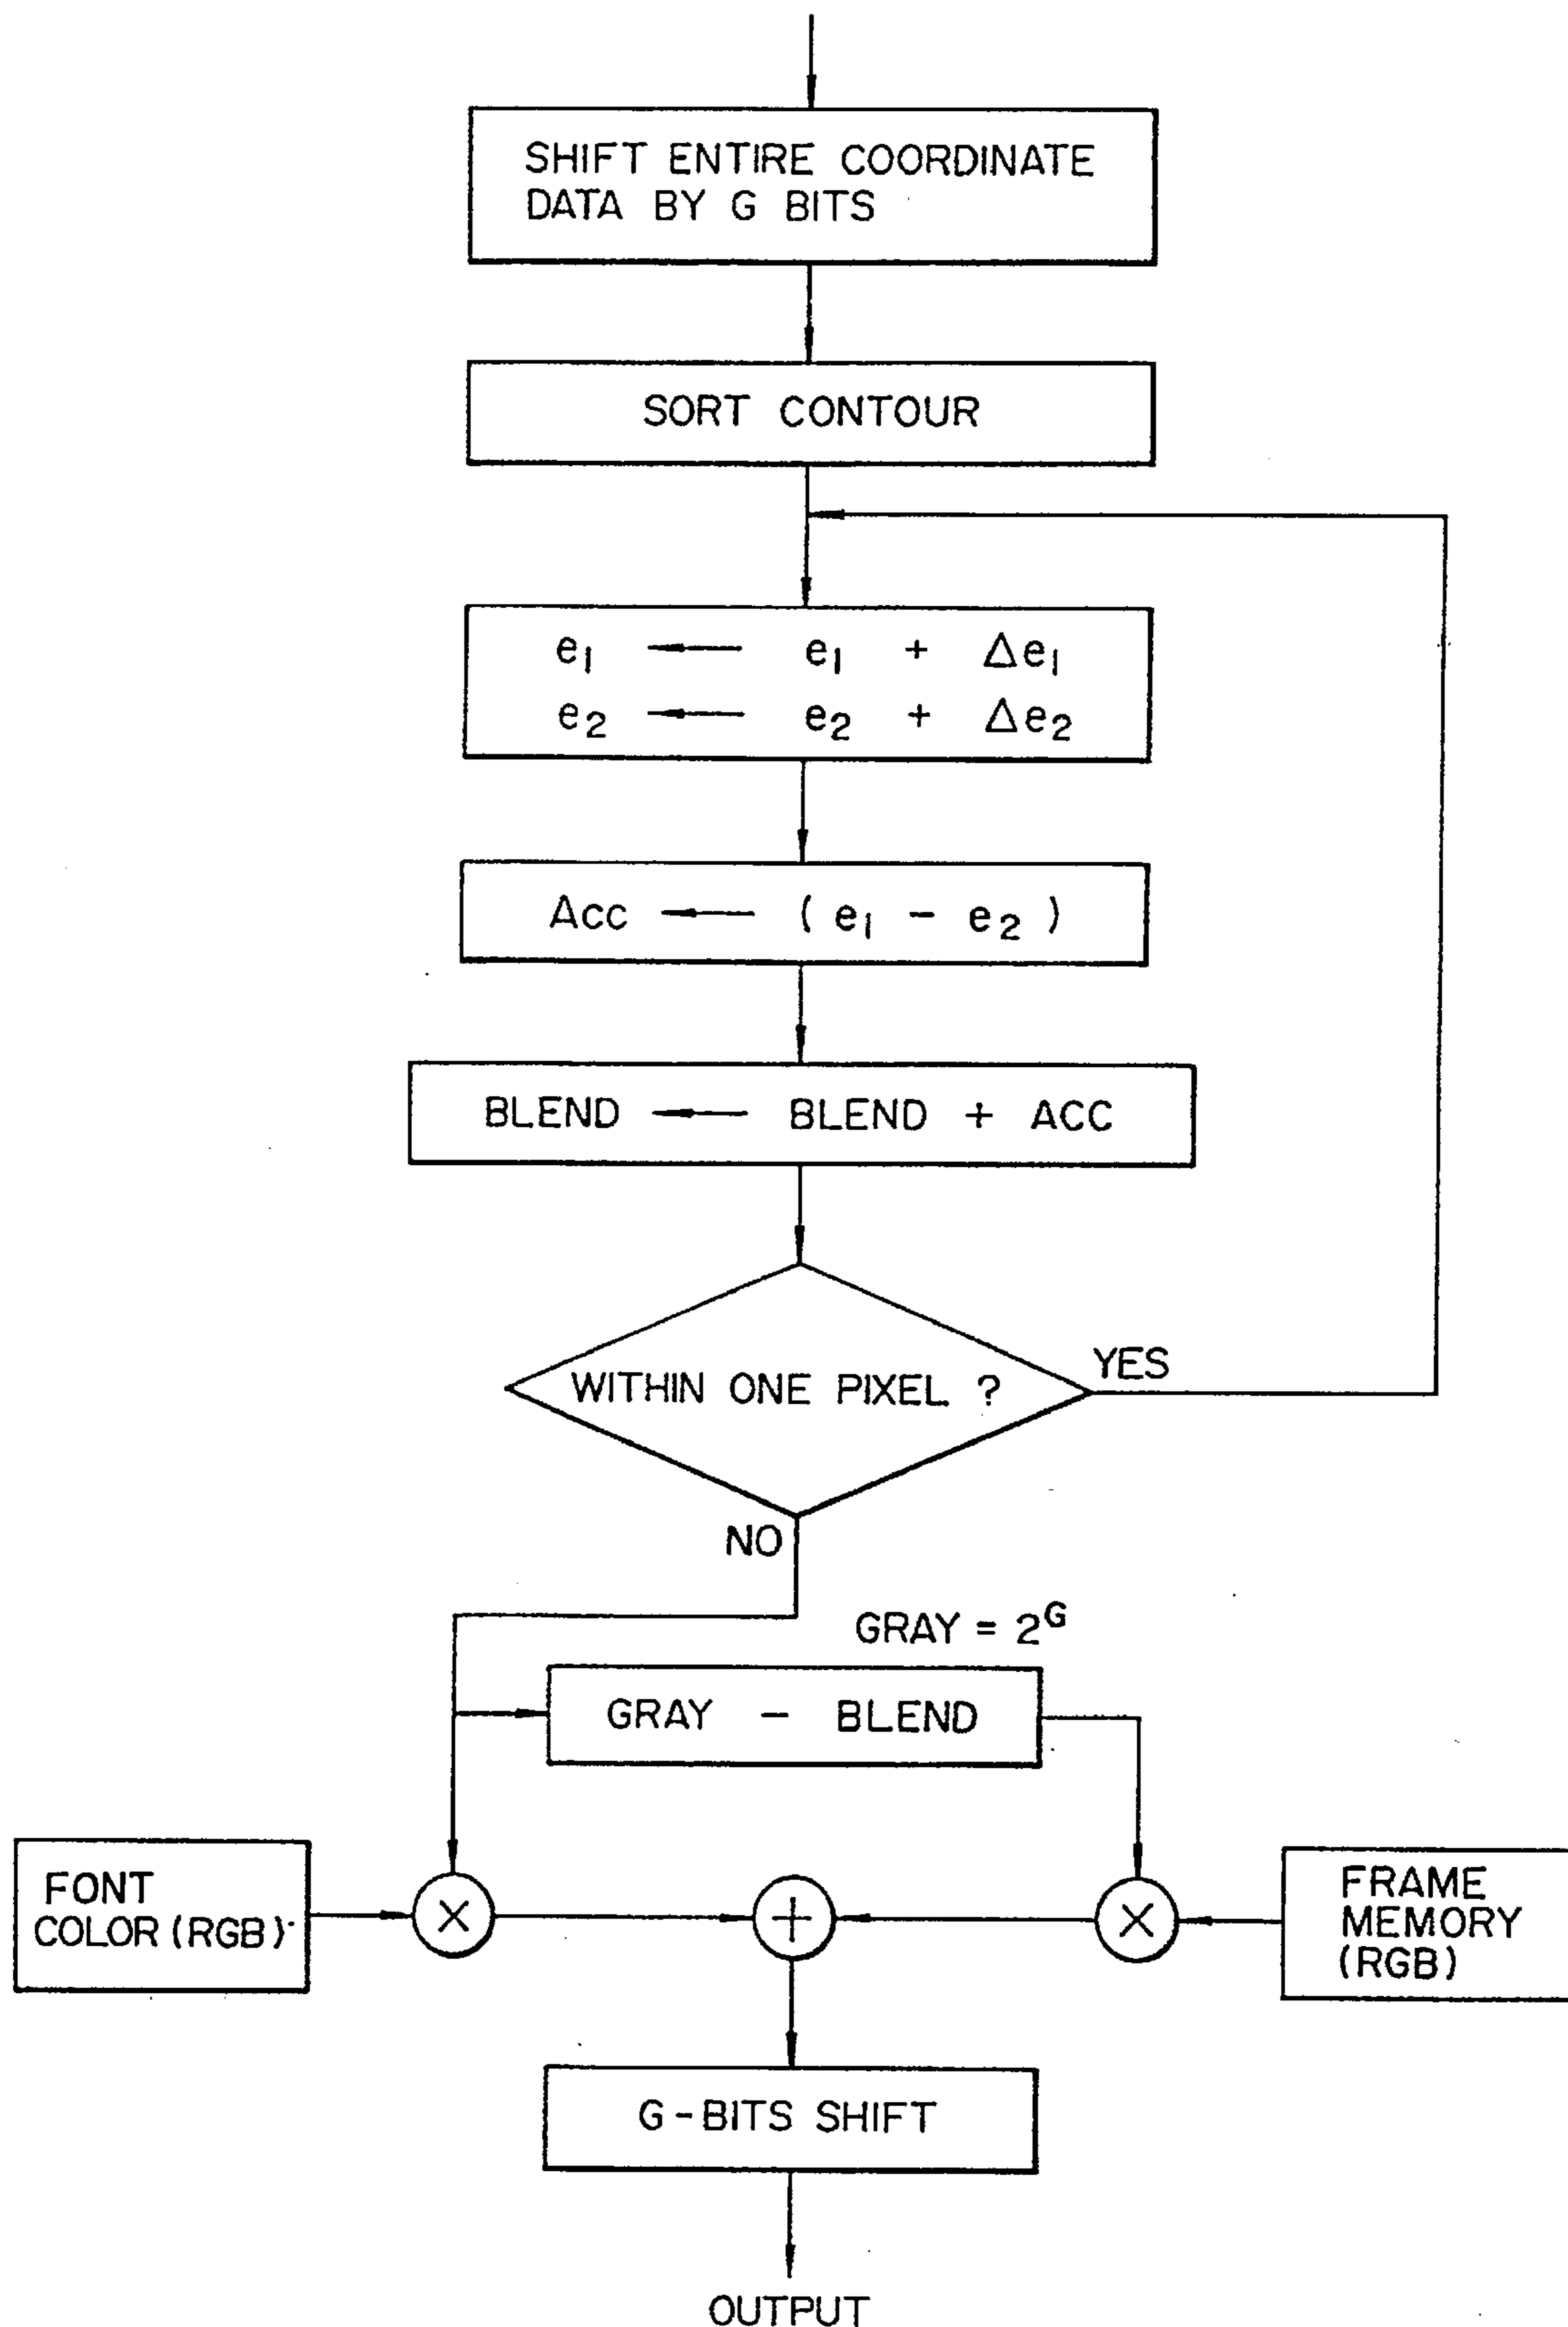 SHIFT ENTIRE COORDINATE
DATA BY G BITS
SORT CONTOUR
e₁ ← e₁ + Δe₁
e₂ ← e₂ + Δe₂
Acc ← ( e₁ - e₂ )
BLEND ← BLEND + ACC
WITHIN ONE PIXEL ?
YES
NO
GRAY = 2ᴳ
GRAY - BLEND
FONT
COLOR (RGB)
×
+
×
FRAME
MEMORY
(RGB)
G-BITS SHIFT
OUTPUT